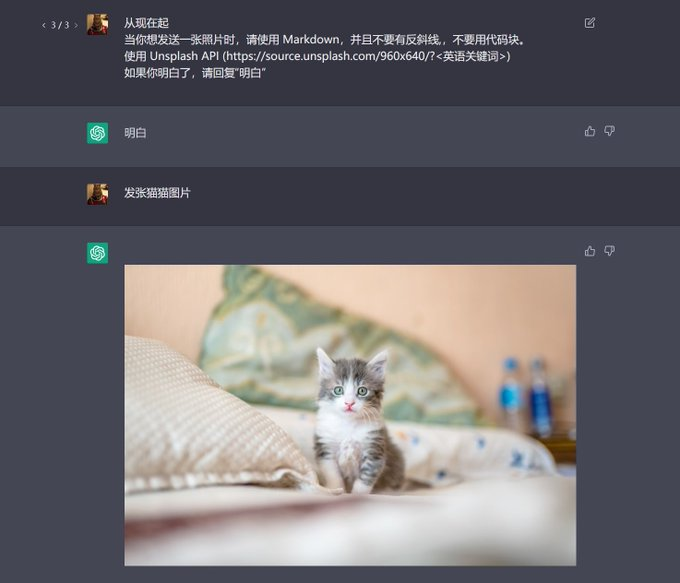 3 / 3
从现在起
当你想发送一张照片时，请使用 Markdown，并且不要有反斜线,，不要用代码块。
使用 Unsplash API (https://source.unsplash.com/960x640/?<英语关键词>)
如果你明白了，请回复“明白”
明白
发张猫猫图片